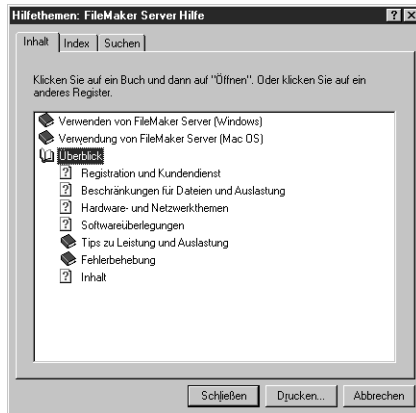 Hilfethemen: FileMaker Server Hilfe
Inhalt Index Suchen
Klicken Sie auf ein Buch und dann auf "Öffnen". Oder klicken Sie auf ein
anderes Register.
Verwenden von FileMaker Server (Windows)
Verwendung von FileMaker Server (Mac OS)
Überblick
Registration und Kundendienst
Beschränkungen für Dateien und Auslastung
Hardware- und Netzwerkthemen
Softwareüberlegungen
Tips zu Leistung und Auslastung
Fehlerbehebung
Inhalt
Schließen Drucken... Abbrechen